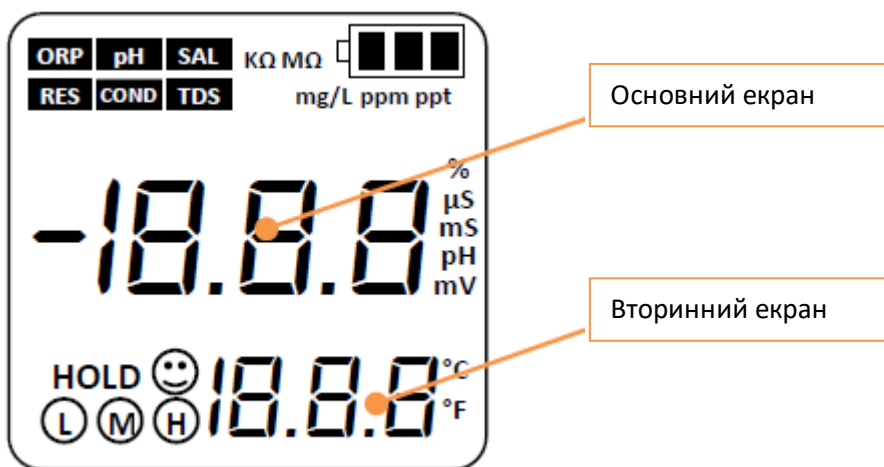 ORP pH SAL KΩ MΩ
RES COND TDS mg/L ppm ppt
Основний екран
%
µS
-18.8.8 mS
pH
mV
Вторинний екран
HOLD 18.8.8 °C
L M H °F